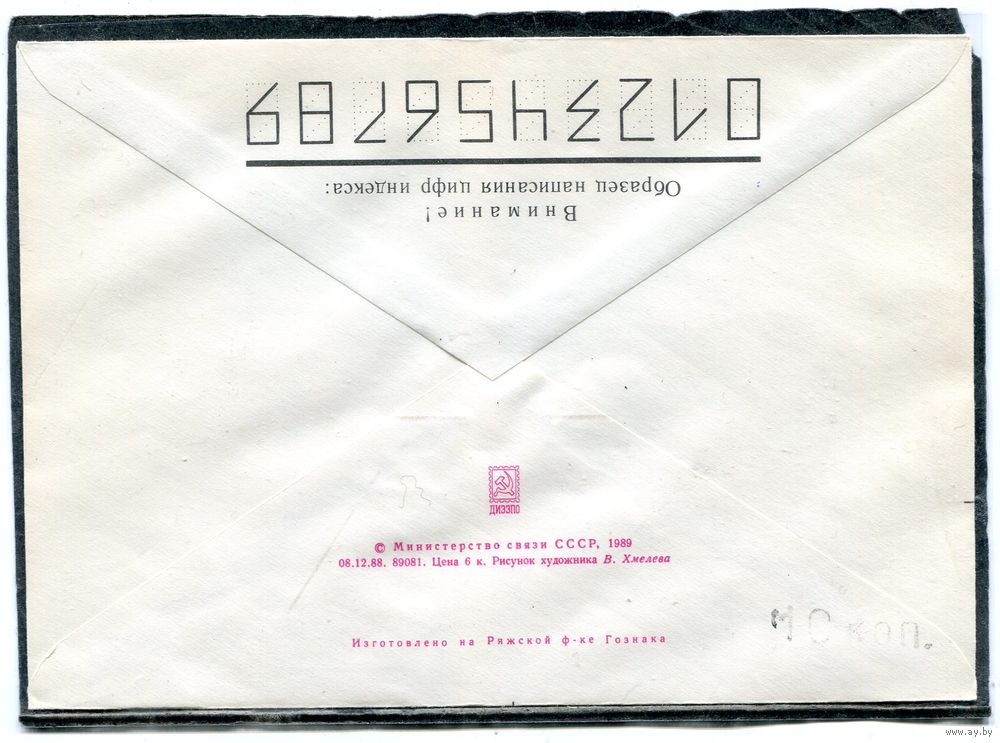 0123456789
Образец написания цифр индекса:
Внимание!
ДИЭЗПО
© Министерство связи СССР, 1989
08.12.88. 89081. Цена 6 к. Рисунок художника В. Хмелева
10 коп.
Изготовлено на Ряжской ф-ке Гознака
www.ay.by